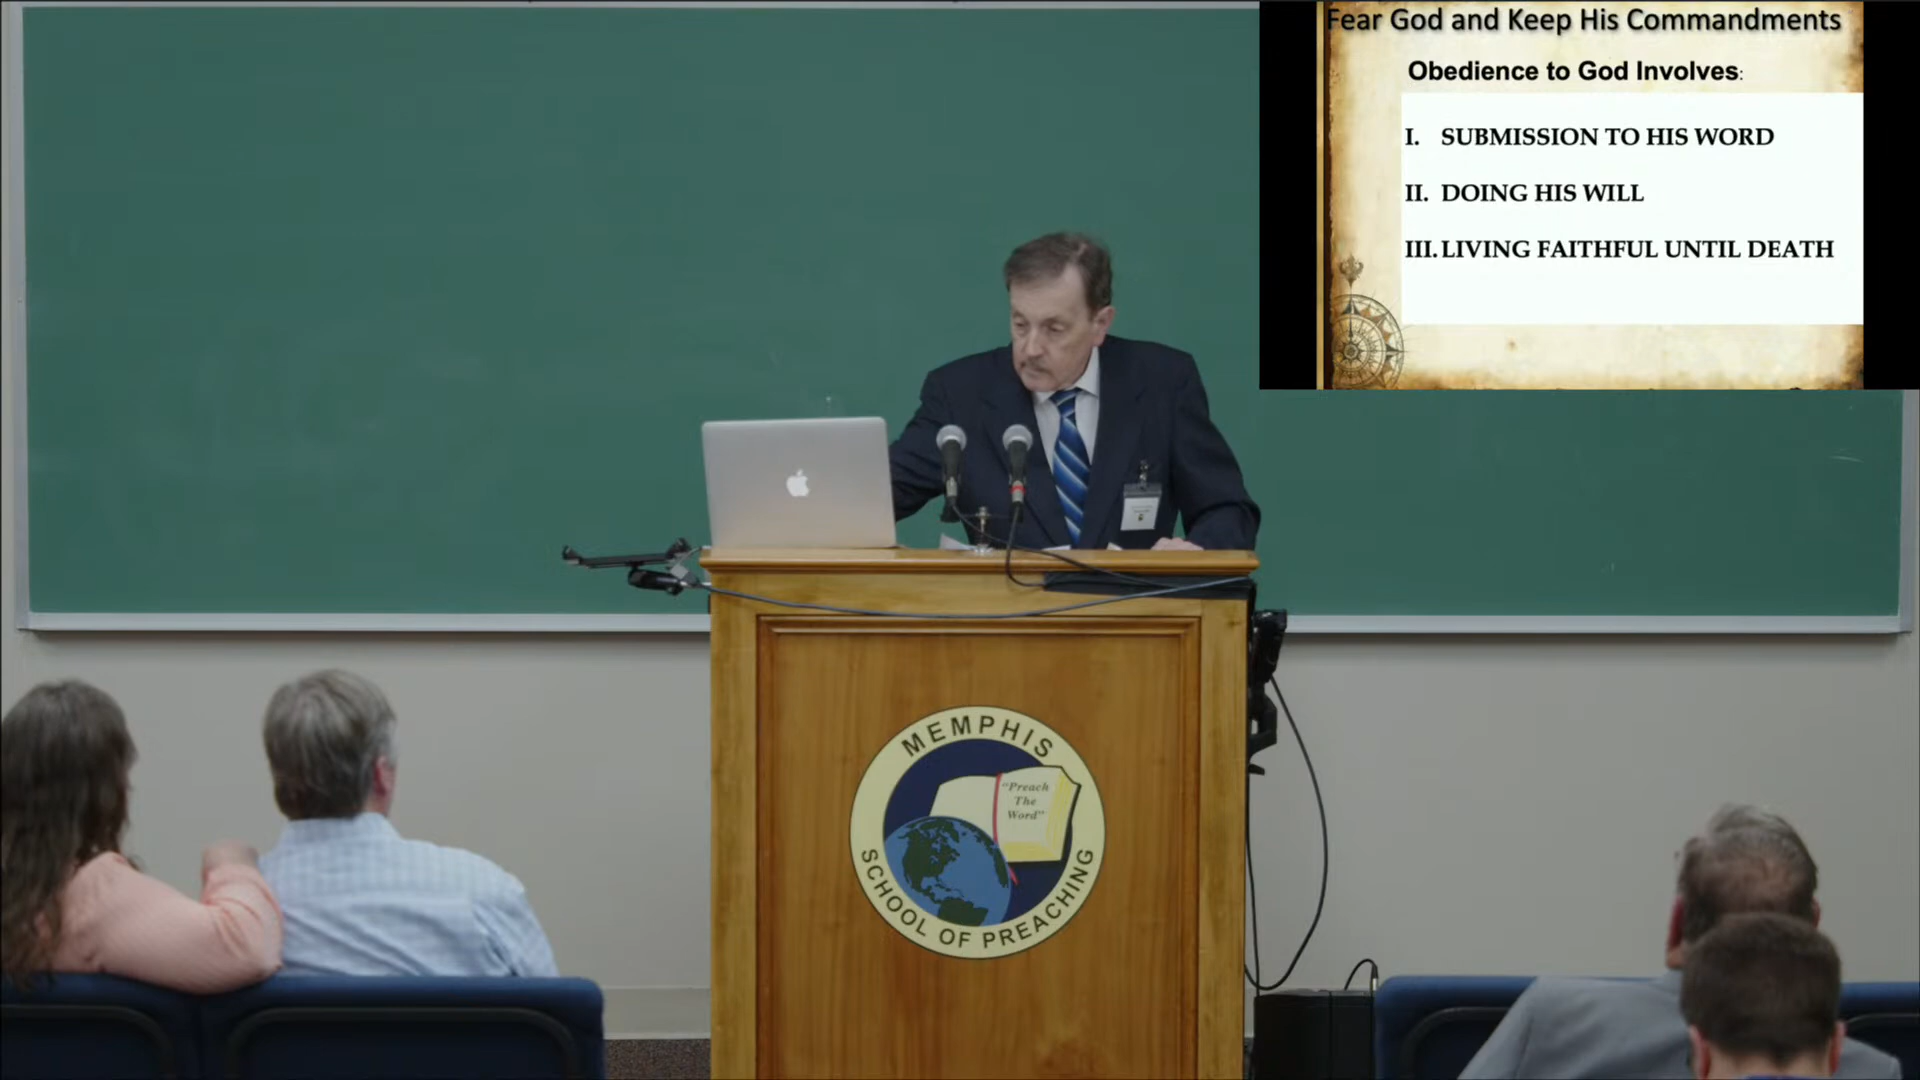 Fear God and Keep His Commandments
Obedience to God Involves:
I. SUBMISSION TO HIS WORD
II. DOING HIS WILL
III. LIVING FAITHFUL UNTIL DEATH
MEMPHIS
"Preach
The
Word"
SCHOOL OF PREACHING